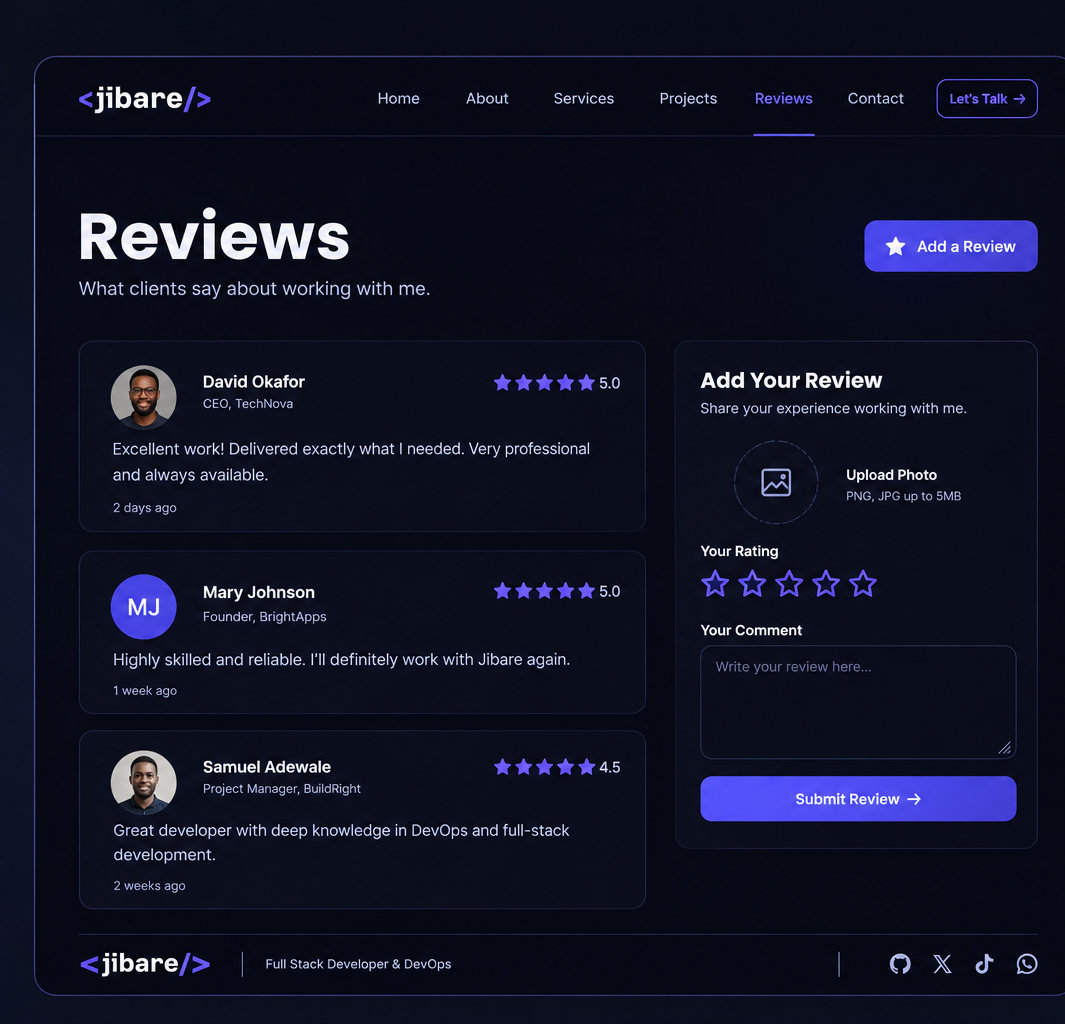 <jibare/>
Home
About
Services
Projects
Reviews
Contact
Let's Talk →
Reviews
What clients say about working with me.
Add a Review
David Okafor
CEO, TechNova
5.0
Excellent work! Delivered exactly what I needed. Very professional
and always available.
2 days ago
MJ
Mary Johnson
Founder, BrightApps
5.0
Highly skilled and reliable. I'll definitely work with Jibare again.
1 week ago
Samuel Adewale
Project Manager, BuildRight
4.5
Great developer with deep knowledge in DevOps and full-stack
development.
2 weeks ago
Add Your Review
Share your experience working with me.
Upload Photo
PNG, JPG up to 5MB
Your Rating
Your Comment
Write your review here...
Submit Review →
<jibare/>
Full Stack Developer & DevOps